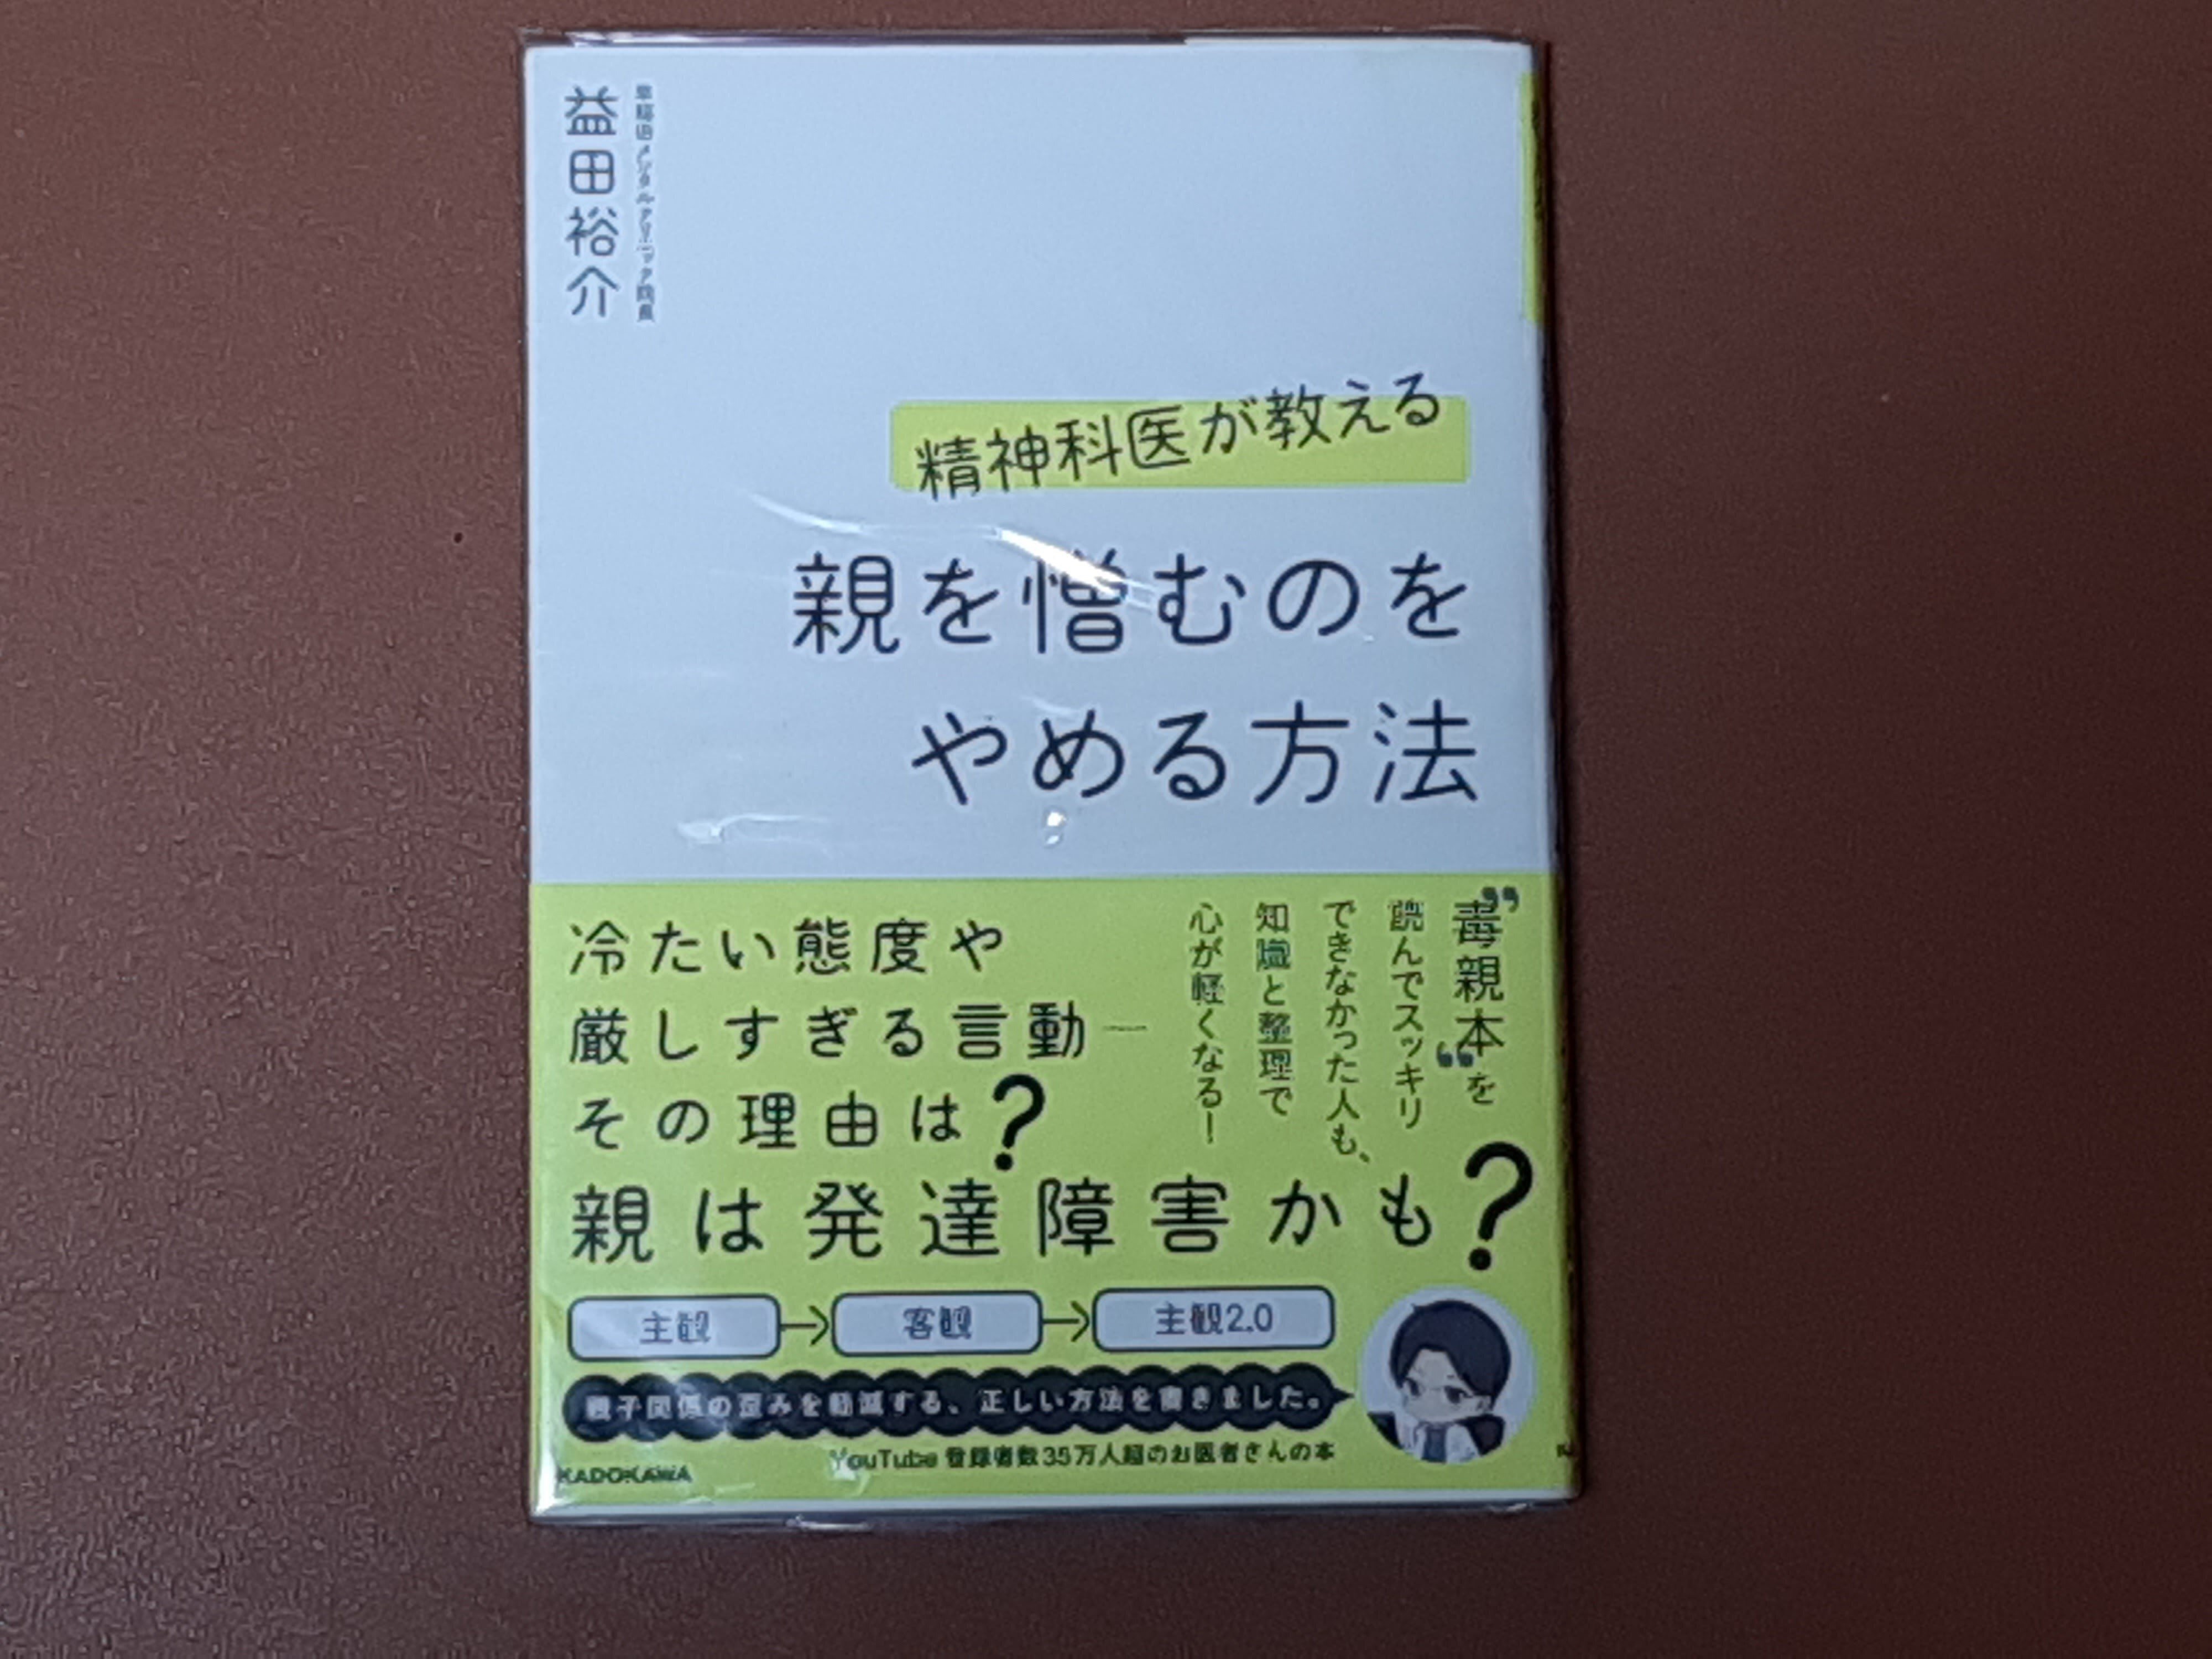 早稲田メンタルクリニック院長
益田裕介
精神科医が教える
親を憎むのを
やめる方法
”毒親本“を
読んでスッキリ
できなかった人も、
知識と整理で
心が軽くなる!
冷たい態度や
厳しすぎる言動―
その理由は?
親は発達障害かも?
主観→客観→主観2.0
親子関係の歪みを軽減する、正しい方法を書きました。
YouTube登録者数35万人超のお医者さんの本
KADOKAWA